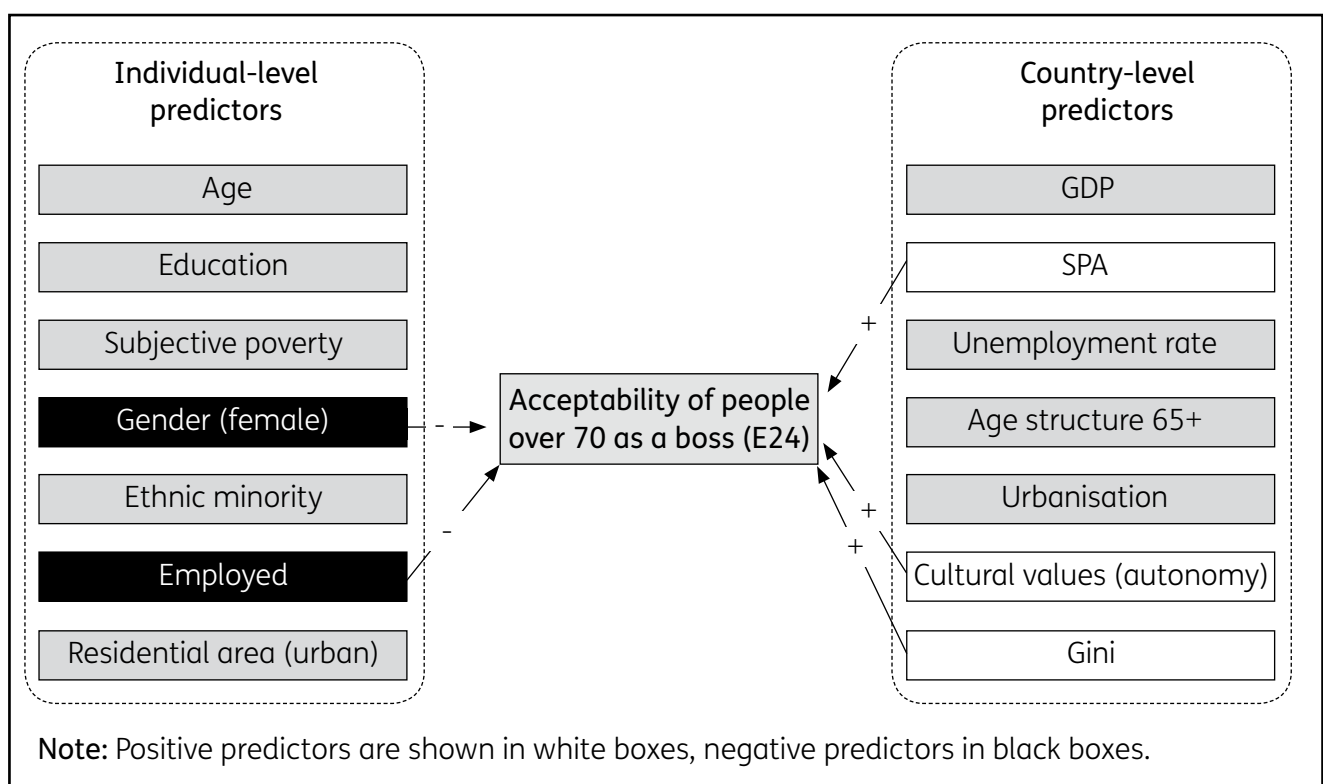 Individual-level
predictors
Age
Education
Subjective poverty
Gender (female)
Ethnic minority
Employed
Residential area (urban)
-
-
Acceptability of people
over 70 as a boss (E24)
+
+
+
Country-level
predictors
GDP
SPA
Unemployment rate
Age structure 65+
Urbanisation
Cultural values (autonomy)
Gini
Note: Positive predictors are shown in white boxes, negative predictors in black boxes.